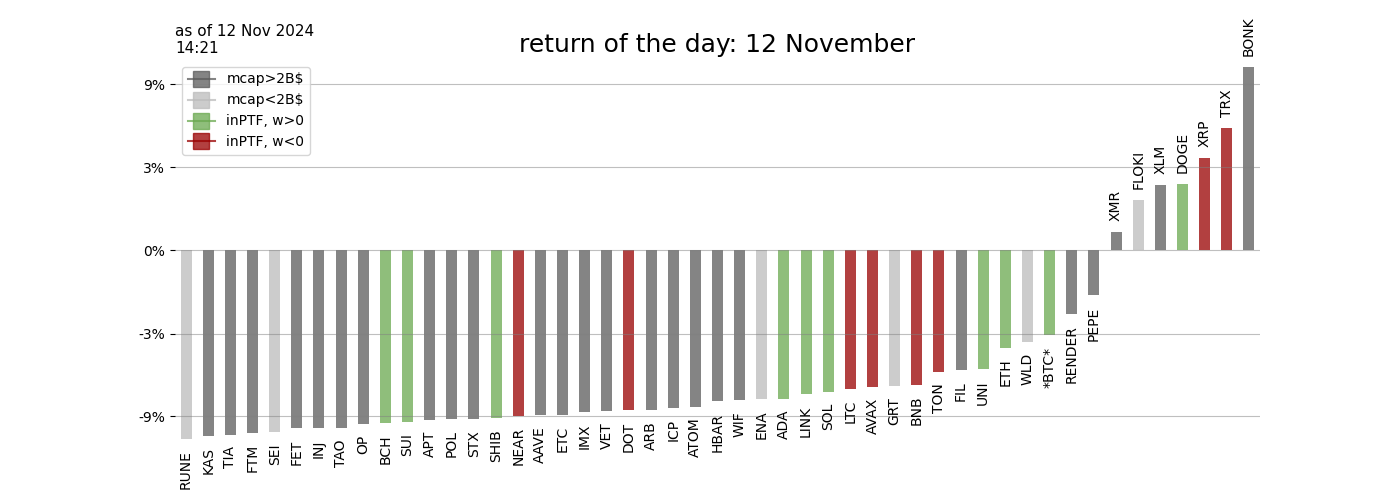 as of 12 Nov 2024
14:21
return of the day: 12 November
mcap>2B$
mcap<2B$
inPTF, w>0
inPTF, w<0
9%
3%
0%
-3%
-9%
RUNE
KAS
TIA
FTM
SEI
FET
INJ
TAO
OP
BCH
SUI
APT
POL
STX
SHIB
NEAR
AAVE
ETC
IMX
VET
DOT
ARB
ICP
ATOM
HBAR
WIF
ENA
ADA
LINK
SOL
LTC
AVAX
GRT
BNB
TON
FIL
UNI
ETH
WLD
*BTC*
RENDER
PEPE
XMR
FLOKI
XLM
DOGE
XRP
TRX
BONK